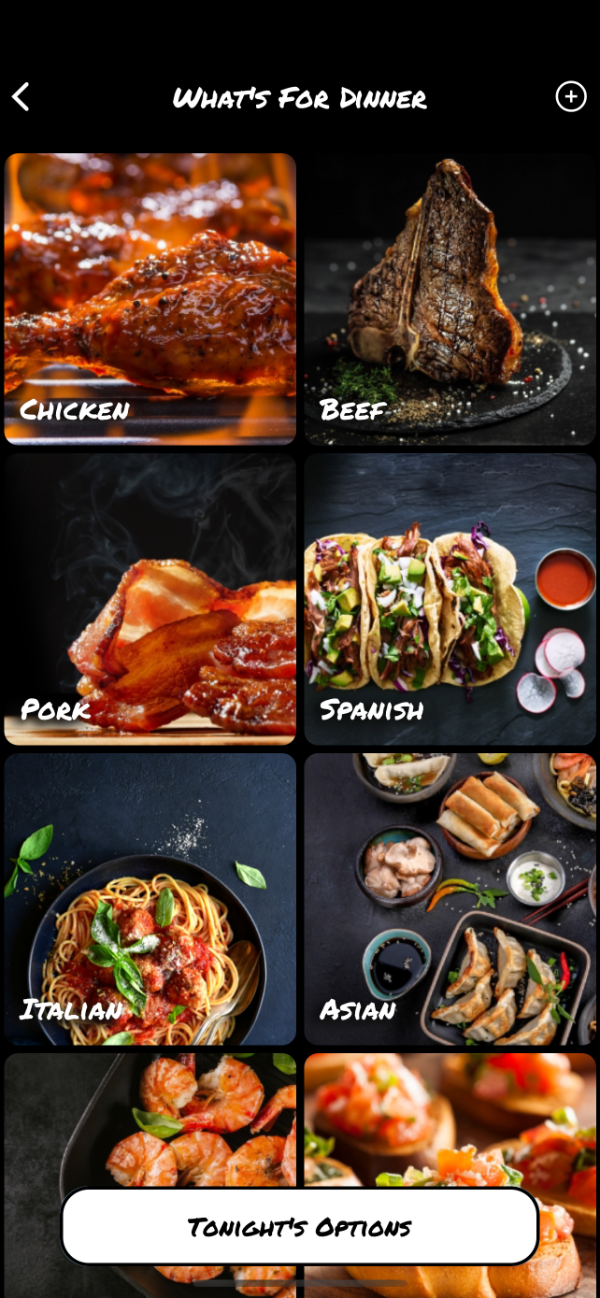 What's For Dinner
Chicken
Beef
Pork
Spanish
Italian
Asian
Tonight's Options